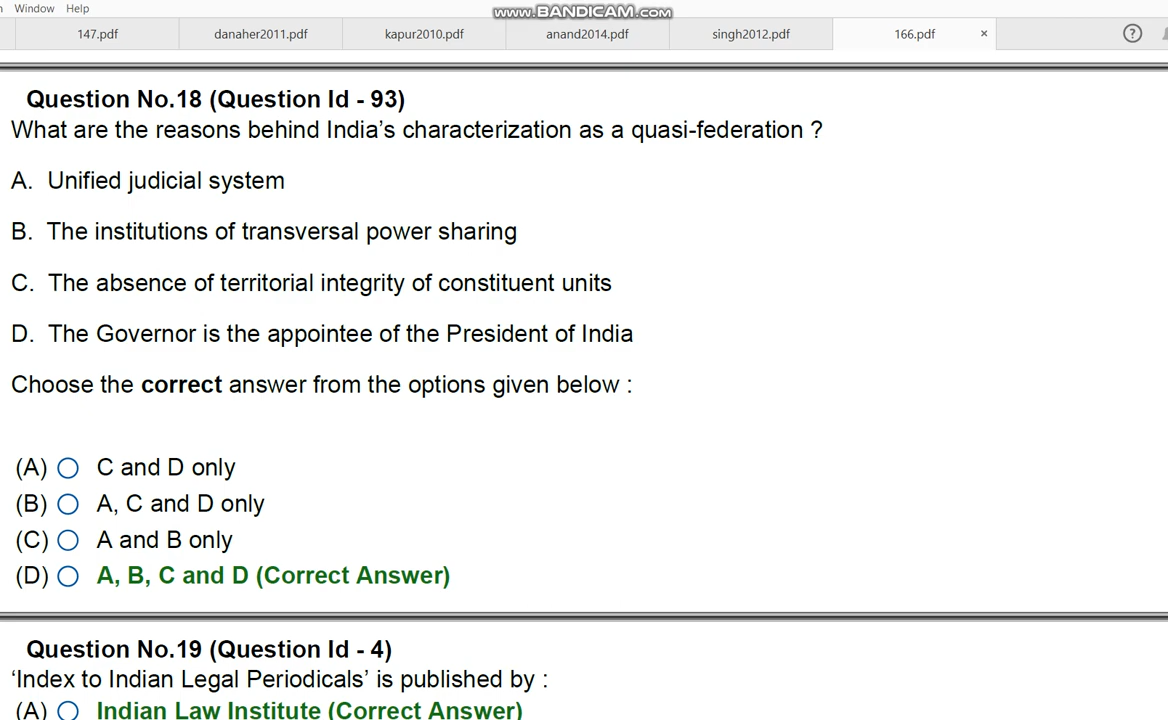 Window Help
www.BANDICAM.com
147.pdf danaher2011.pdf kapur2010.pdf anand2014.pdf singh2012.pdf 166.pdf × ?
Question No.18 (Question Id - 93)
What are the reasons behind India’s characterization as a quasi-federation ?
A. Unified judicial system
B. The institutions of transversal power sharing
C. The absence of territorial integrity of constituent units
D. The Governor is the appointee of the President of India
Choose the correct answer from the options given below :
(A) C and D only
(B) A, C and D only
(C) A and B only
(D) A, B, C and D (Correct Answer)
Question No.19 (Question Id - 4)
‘Index to Indian Legal Periodicals’ is published by :
(A) Indian Law Institute (Correct Answer)